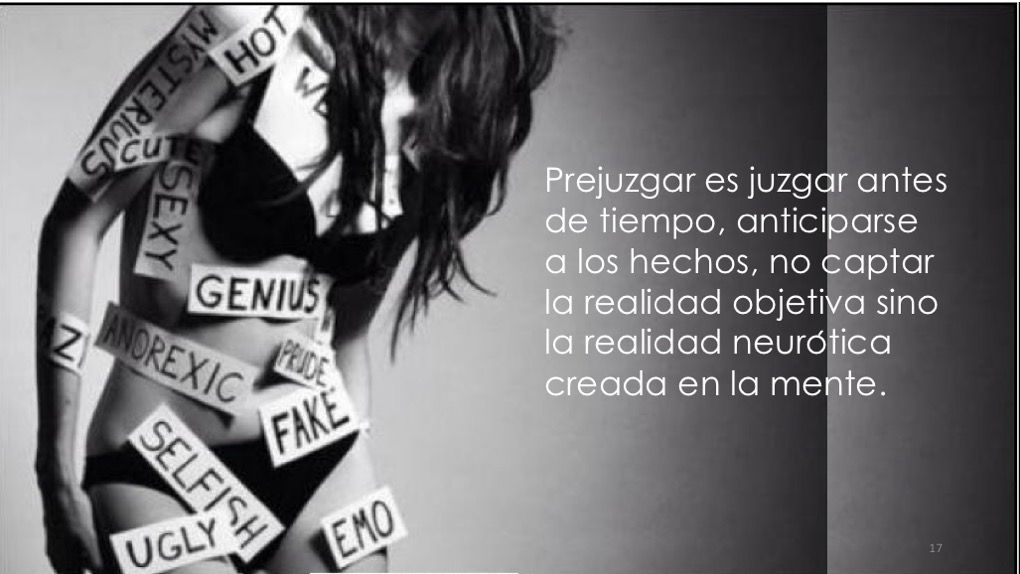 MYSTERIOUS
HOT
CUTE
SEXY
GENIUS
ANOREXIC
PRUDE
FAKE
SELFISH
UGLY
EMO
Prejuzgar es juzgar antes
de tiempo, anticiparse
a los hechos, no captar
la realidad objetiva sino
la realidad neurótica
creada en la mente.
17